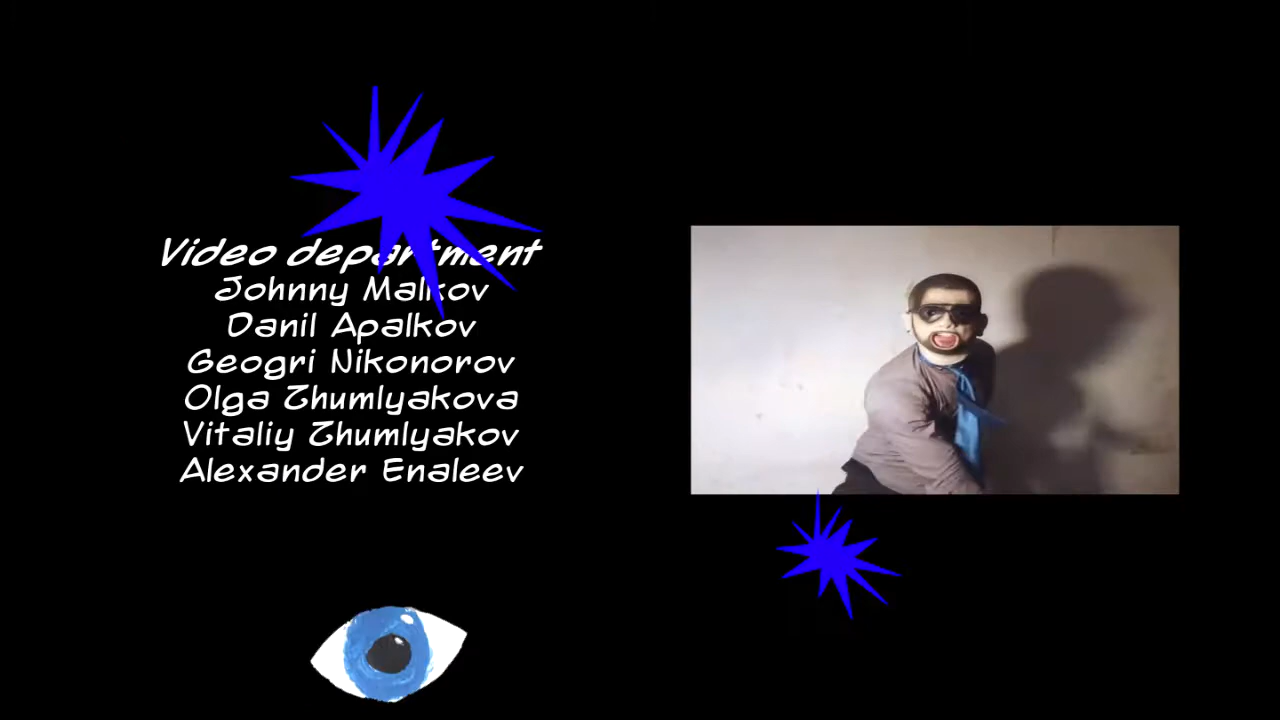 Video department
Johnny Malkov
Danil Apalkov
Geogri Nikonorov
Olga Zhumlyakova
Vitaliy Zhumlyakov
Alexander Enaleev